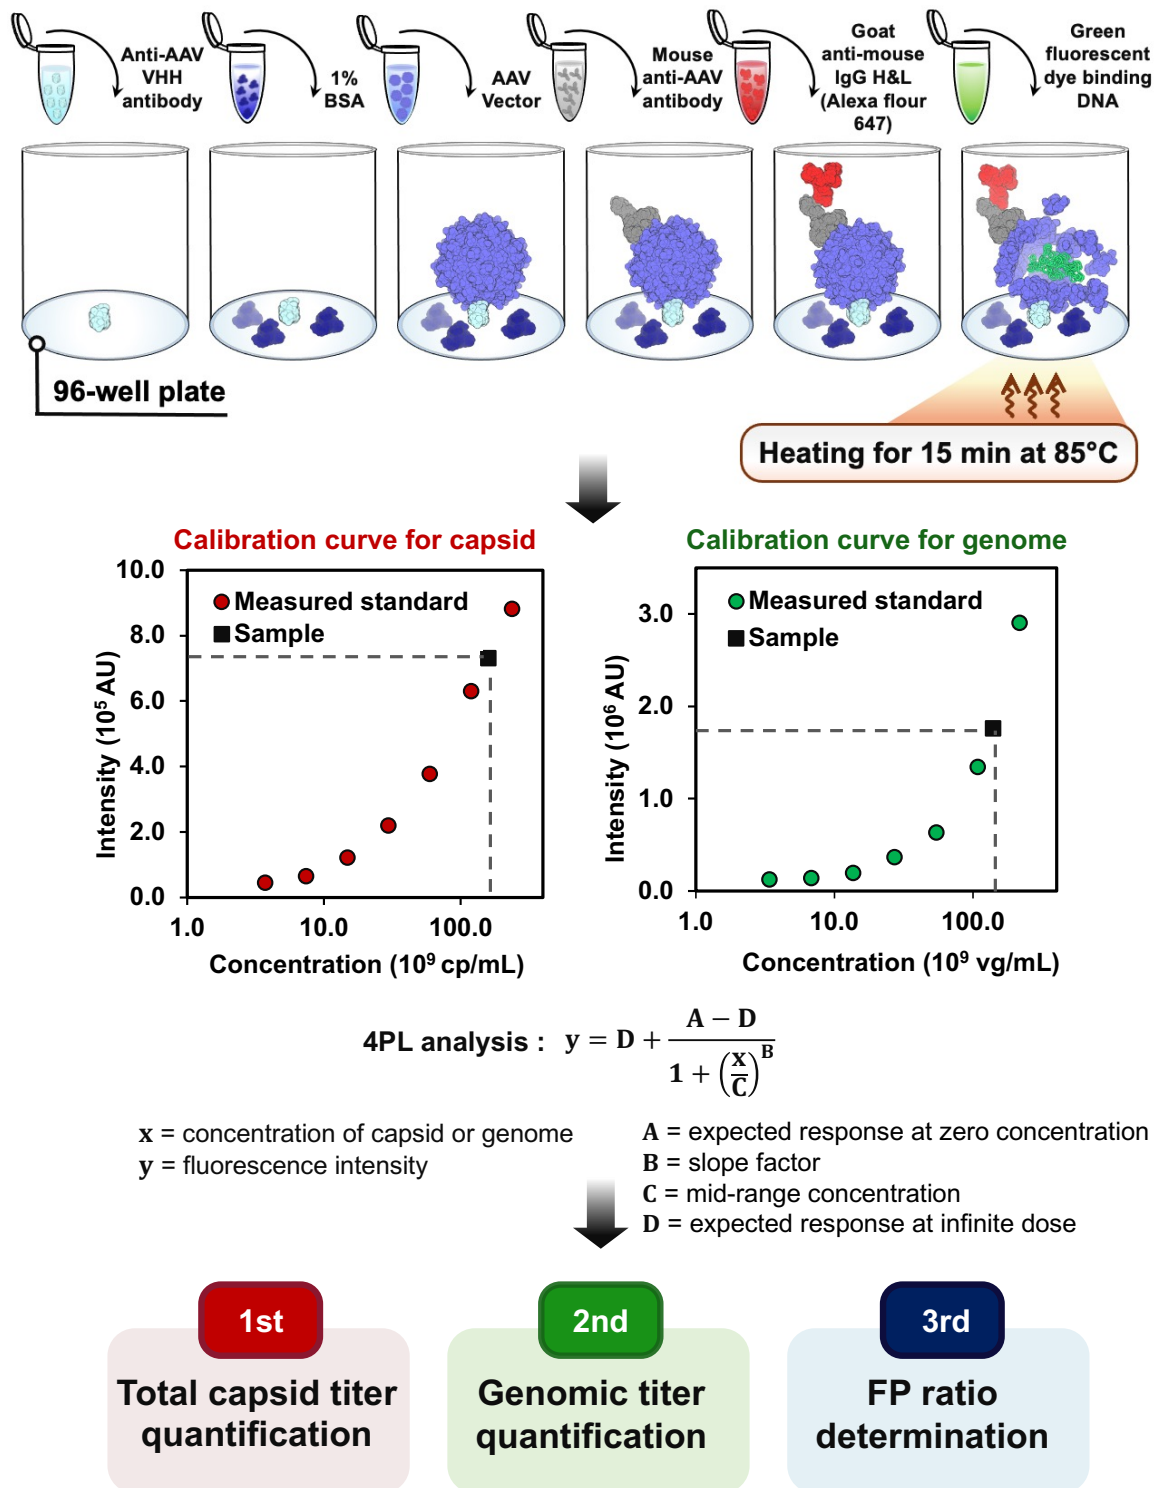 Anti-AAV
VHH
antibody
1%
BSA
AAV
Vector
Mouse
anti-AAV
antibody
Goat
anti-mouse
IgG H&L
(Alexa flour
647)
Green
fluorescent
dye binding
DNA
96-well plate
Heating for 15 min at 85°C
Calibration curve for capsid
10.0
8.0
6.0
4.0
2.0
0.0
Intensity (10⁵ AU)
Measured standard
Sample
1.0
10.0
100.0
Concentration (10⁹ cp/mL)
Calibration curve for genome
3.0
2.0
1.0
0.0
Intensity (10⁶ AU)
Measured standard
Sample
1.0
10.0
100.0
Concentration (10⁹ vg/mL)
4PL analysis : y = D + (A − D) / (1 + (x/C)^B)
x = concentration of capsid or genome
y = fluorescence intensity
A = expected response at zero concentration
B = slope factor
C = mid-range concentration
D = expected response at infinite dose
1st
Total capsid titer
quantification
2nd
Genomic titer
quantification
3rd
FP ratio
determination